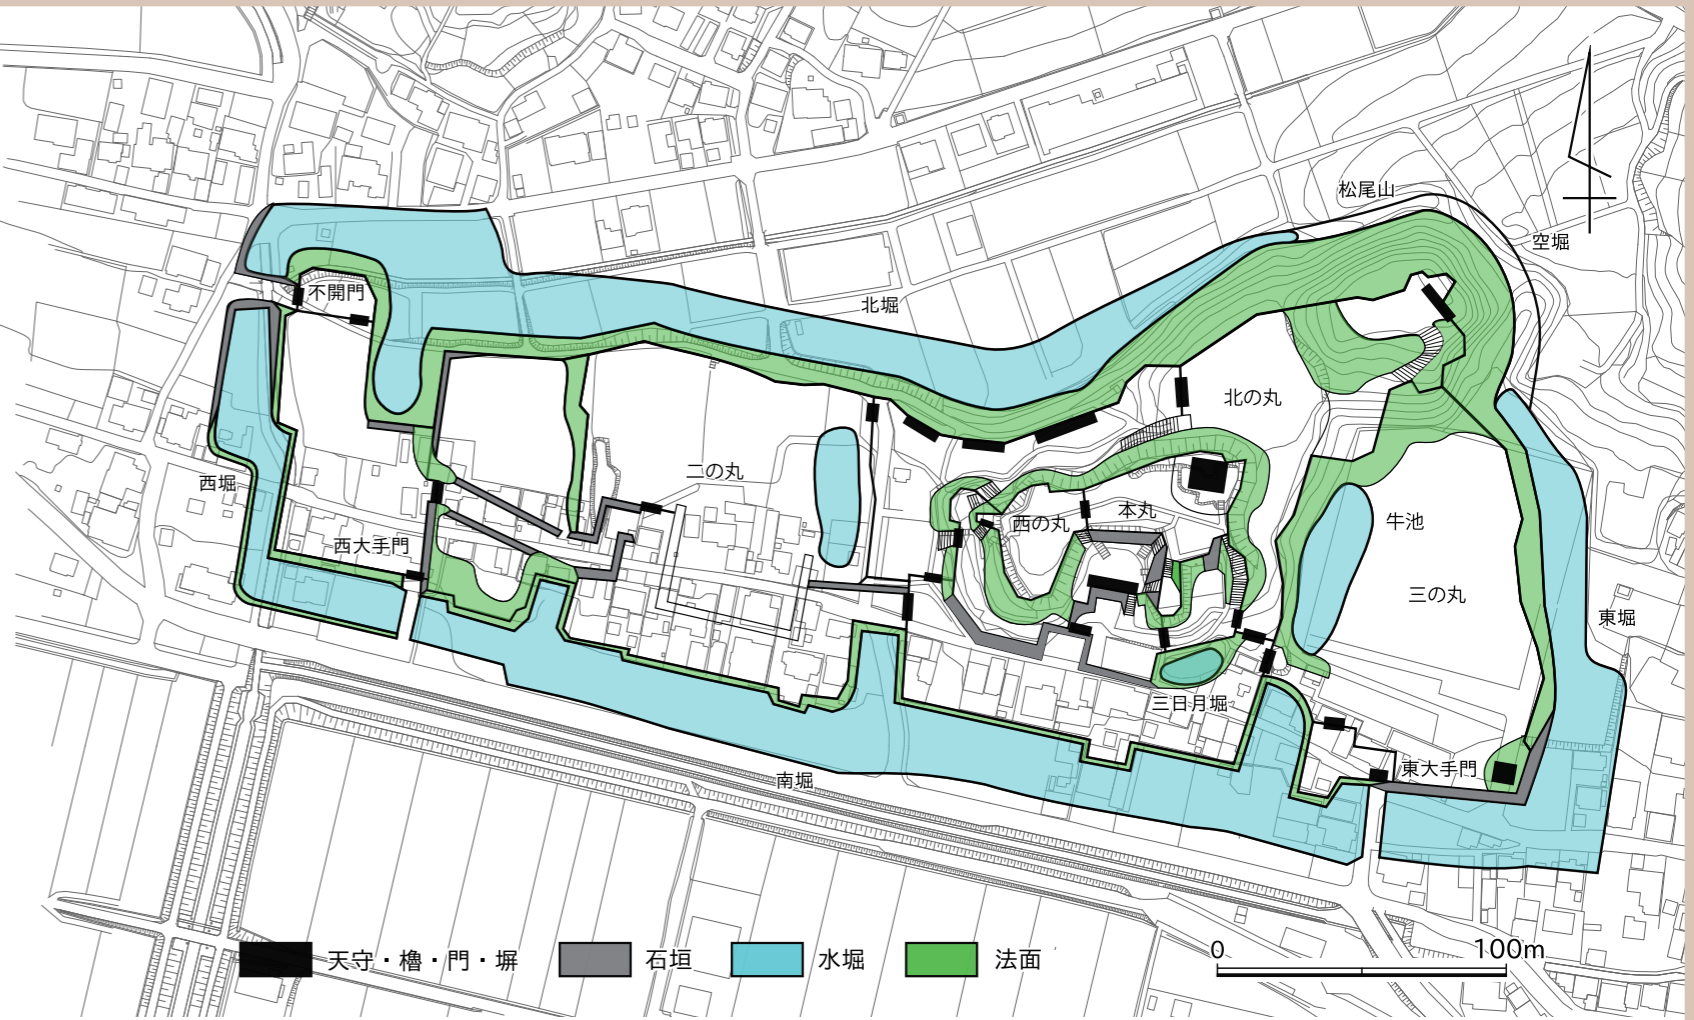 松尾山
空堀
不開門
北堀
北の丸
二の丸
西堀
西の丸
本丸
牛池
西大手門
三の丸
東堀
三日月堀
南堀
東大手門
天守・櫓・門・塀
石垣
水堀
法面
0
100m